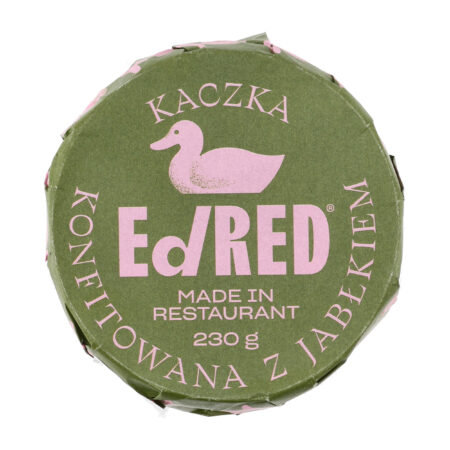 KACZKA
EdRED®
MADE IN
RESTAURANT
230 g
KONFITOWANA Z JABŁKIEM